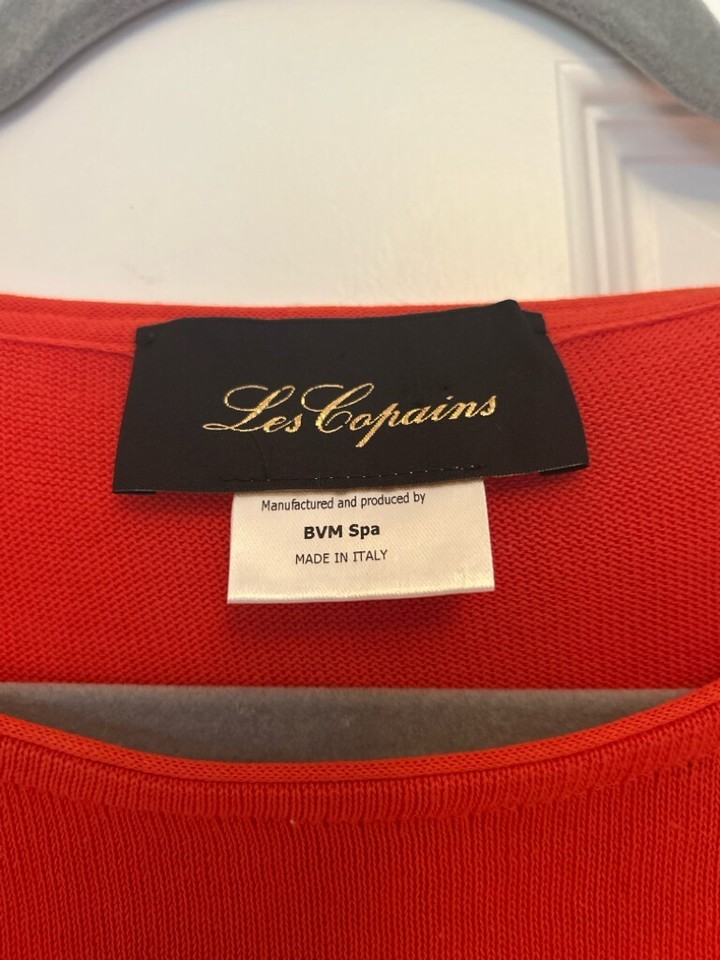 Les Copains
Manufactured and produced by
BVM Spa
MADE IN ITALY